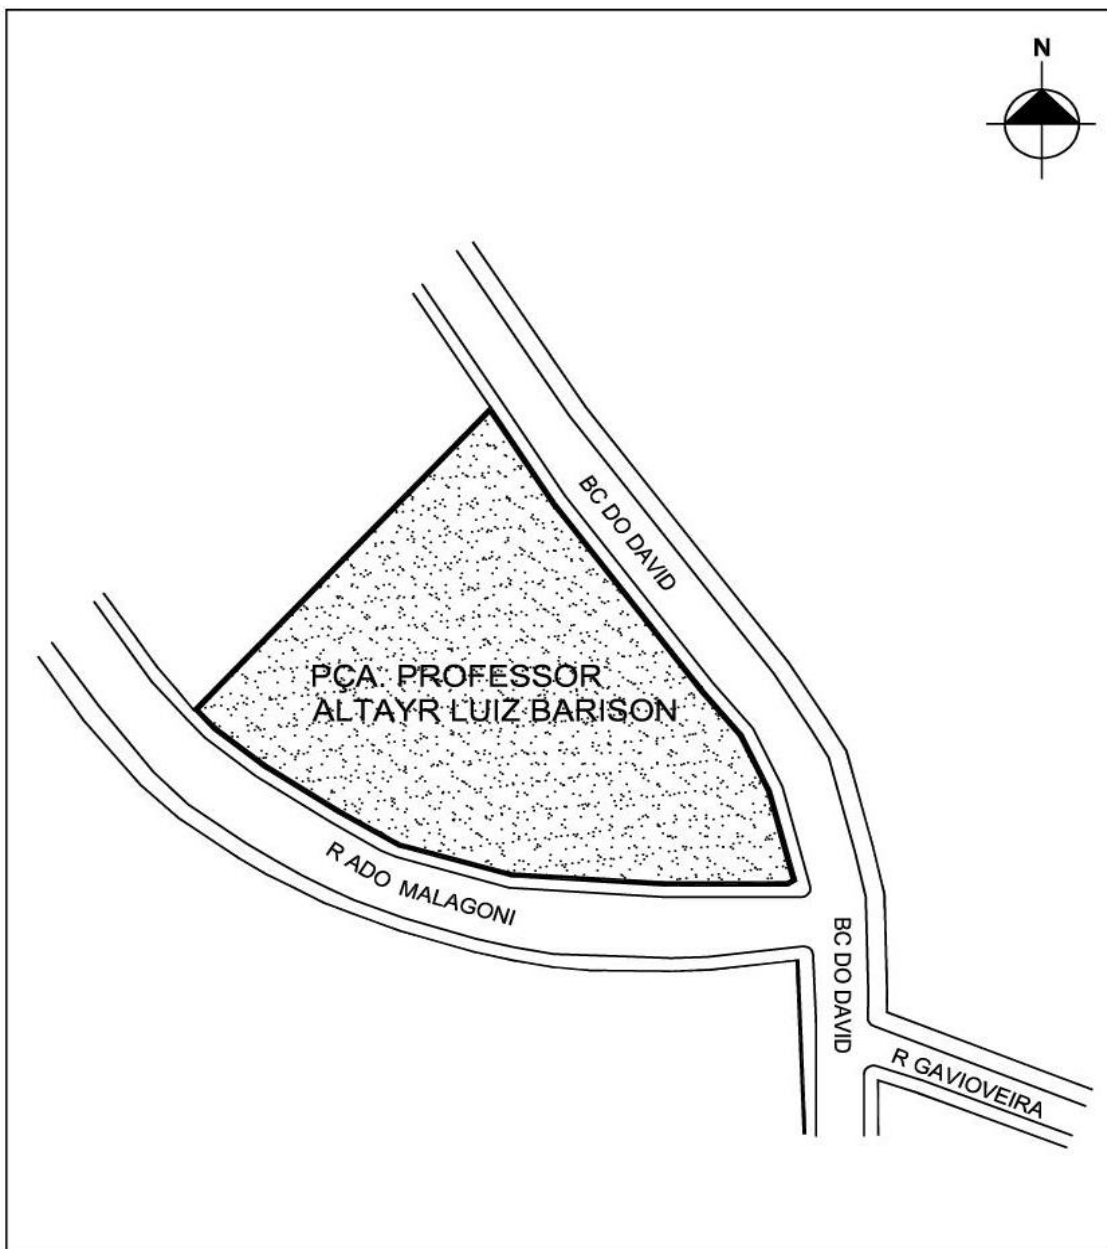 N
BC DO DAVID
PÇA. PROFESSOR
ALTAYR LUIZ BARISON
R ADO MALAGONI
BC DO DAVID
R GAVIOVEIRA